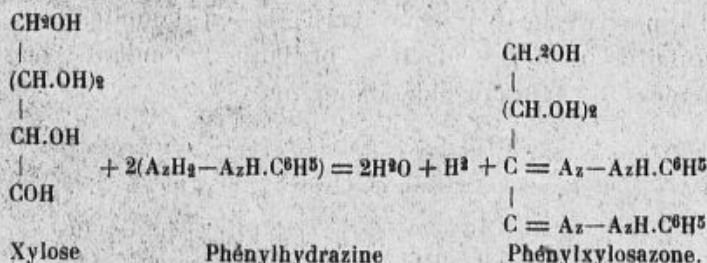 CH²OH
|
(CH.OH)₂
|
CH.OH
|
COH
+ 2(AzH₂—AzH.C⁶H⁵) = 2H²O + H² +
CH.²OH
|
(CH.OH)₂
|
C = Az—AzH.C⁶H⁵
|
C = Az—AzH.C⁶H⁵
Xylose Phénylhydrazine Phénylxylosazone.